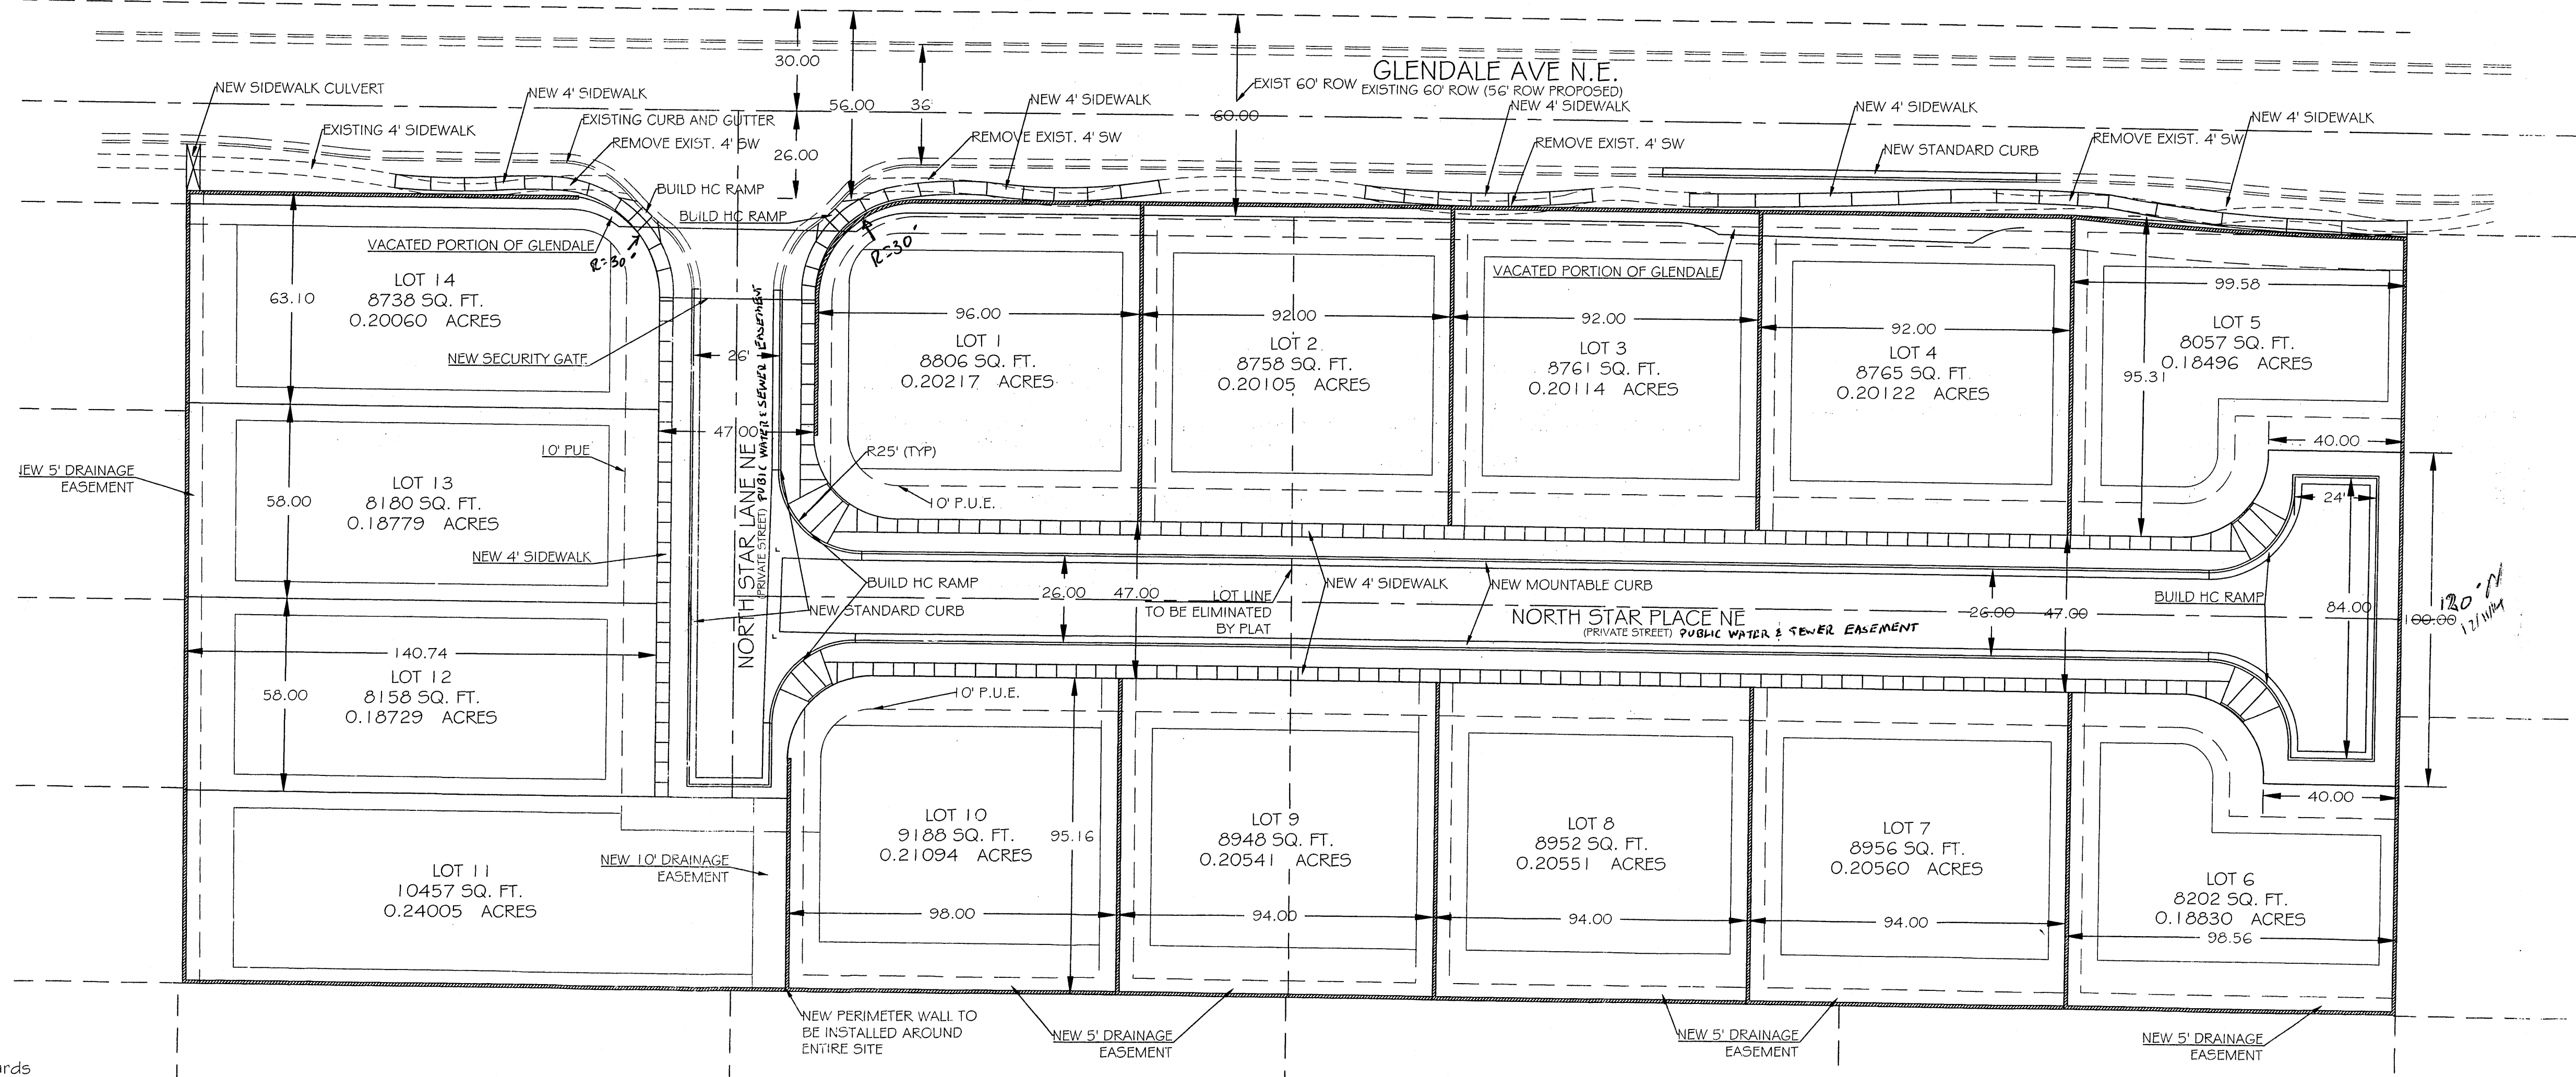 30.00
GLENDALE AVE N.E.
EXIST 60' ROW
EXISTING 60' ROW (56' ROW PROPOSED)
NEW SIDEWALK CULVERT
NEW 4' SIDEWALK
56.00
36'
NEW 4' SIDEWALK
60.00
NEW 4' SIDEWALK
NEW 4' SIDEWALK
NEW 4' SIDEWALK
EXISTING 4' SIDEWALK
EXISTING CURB AND GUTTER
REMOVE EXIST. 4' SW
26.00
REMOVE EXIST. 4' SW
REMOVE EXIST. 4' SW
NEW STANDARD CURB
REMOVE EXIST. 4' SW
BUILD HC RAMP
BUILD HC RAMP
VACATED PORTION OF GLENDALE
R=30'
R=30'
VACATED PORTION OF GLENDALE
63.10
LOT 14
8738 SQ. FT.
0.20060 ACRES
NEW SECURITY GATE
26'
96.00
LOT 1
8806 SQ. FT.
0.20217 ACRES
92.00
LOT 2
8758 SQ. FT.
0.20105 ACRES
92.00
LOT 3
8761 SQ. FT.
0.20114 ACRES
92.00
LOT 4
8765 SQ. FT.
0.20122 ACRES
99.58
LOT 5
8057 SQ. FT.
0.18496 ACRES
95.31
40.00
47.00
R25' (TYP)
10' PUE
10' P.U.E.
NEW 5' DRAINAGE
EASEMENT
58.00
LOT 13
8180 SQ. FT.
0.18779 ACRES
NEW 4' SIDEWALK
NORTH STAR LANE NE
(PRIVATE STREET) PUBIC WATER & SEWER EASEMENT
24'
BUILD HC RAMP
NEW STANDARD CURB
26.00
47.00
LOT LINE
TO BE ELIMINATED
BY PLAT
NEW 4' SIDEWALK
NEW MOUNTABLE CURB
NORTH STAR PLACE NE
(PRIVATE STREET) PUBLIC WATER & SEWER EASEMENT
26.00
47.00
BUILD HC RAMP
84.00
100.00
120'
12/11/14
140.74
58.00
LOT 12
8158 SQ. FT.
0.18729 ACRES
10' P.U.E.
40.00
LOT 11
10457 SQ. FT.
0.24005 ACRES
NEW 10' DRAINAGE
EASEMENT
LOT 10
9188 SQ. FT.
0.21094 ACRES
95.16
98.00
LOT 9
8948 SQ. FT.
0.20541 ACRES
94.00
LOT 8
8952 SQ. FT.
0.20551 ACRES
94.00
LOT 7
8956 SQ. FT.
0.20560 ACRES
94.00
LOT 6
8202 SQ. FT.
0.18830 ACRES
98.56
NEW PERIMETER WALL TO
BE INSTALLED AROUND
ENTIRE SITE
NEW 5' DRAINAGE
EASEMENT
NEW 5' DRAINAGE
EASEMENT
NEW 5' DRAINAGE
EASEMENT